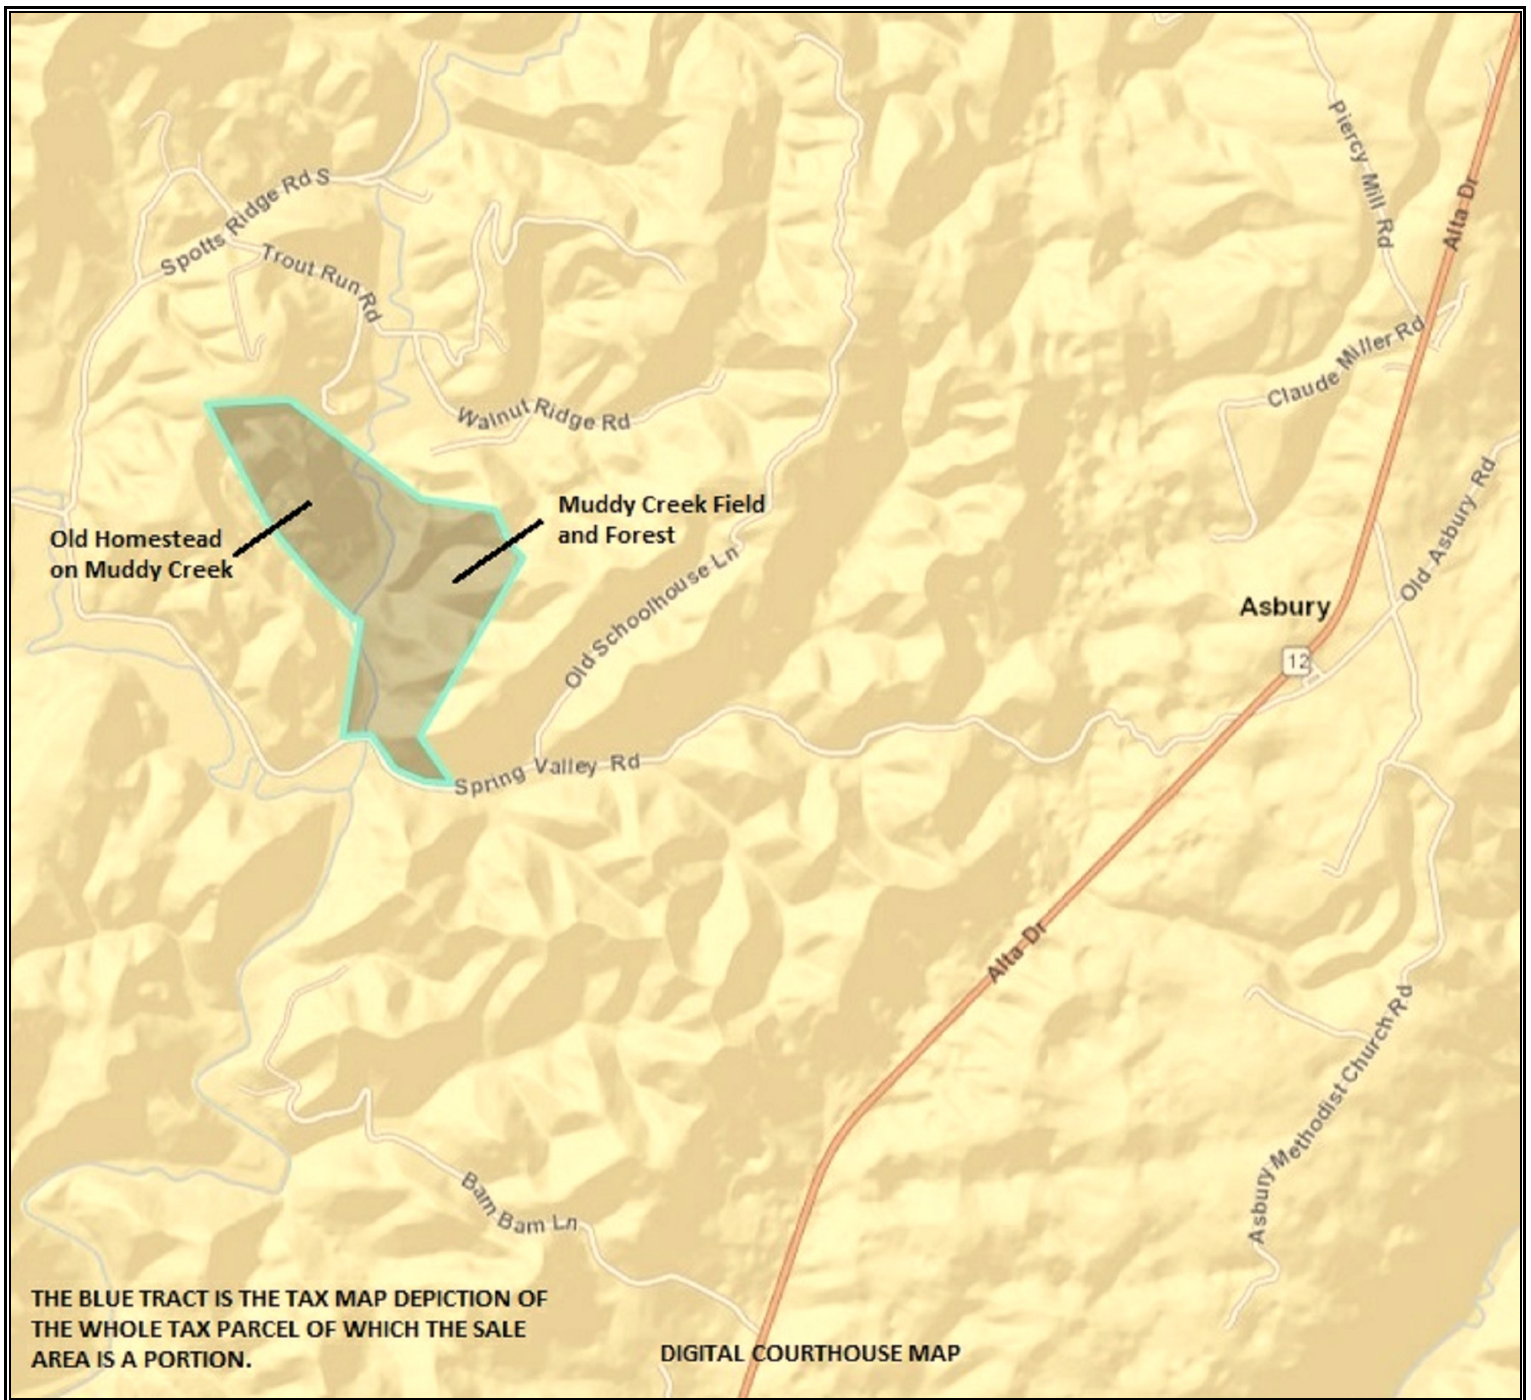 Piercy Mill Rd
Alta Dr
Spotts Ridge Rd S
Trout Run Rd
Claude Miller Rd
Walnut Ridge Rd
Old Asbury Rd
Muddy Creek Field
and Forest
Old Homestead
on Muddy Creek
Old Schoolhouse Ln
Asbury
12
Spring Valley Rd
Alta Dr
Asbury Methodist Church Rd
Bam Bam Ln
THE BLUE TRACT IS THE TAX MAP DEPICTION OF
THE WHOLE TAX PARCEL OF WHICH THE SALE
AREA IS A PORTION.
DIGITAL COURTHOUSE MAP